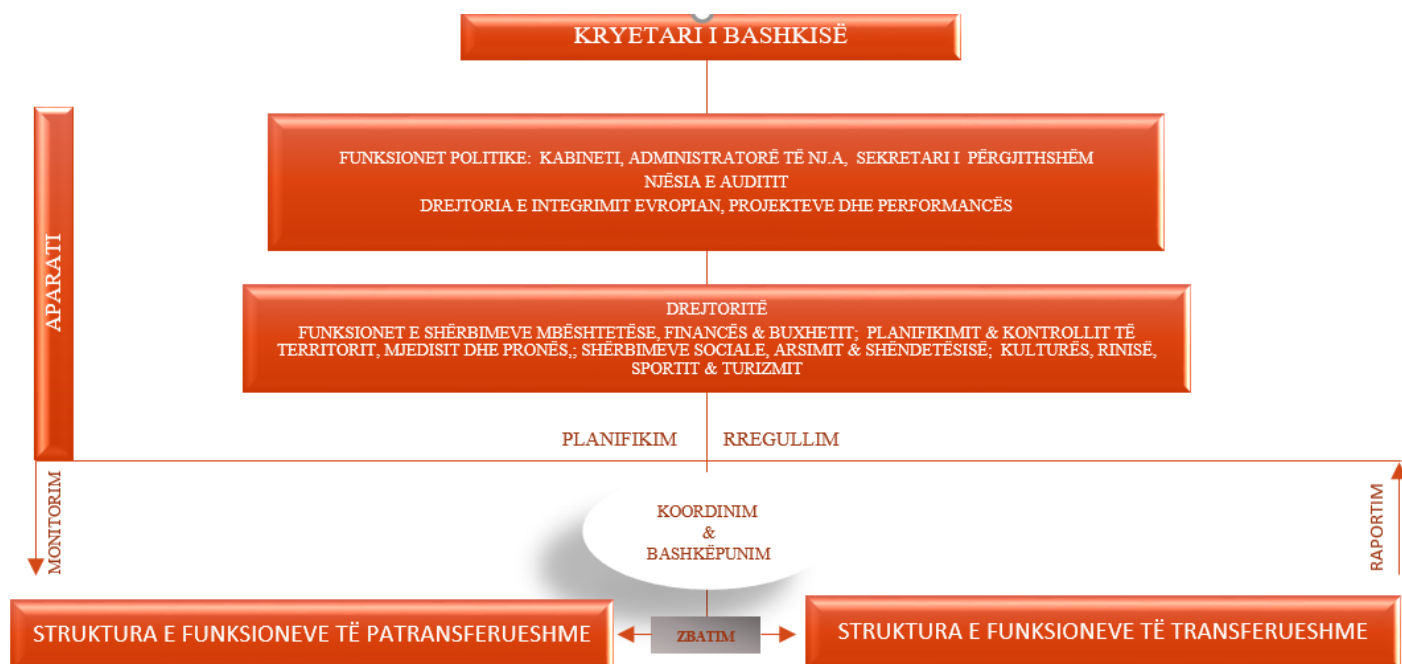 KRYETARI I BASHKISË
APARATI
FUNKSIONET POLITIKE: KABINETI, ADMINISTRATORË TË NJ.A, SEKRETARI I PËRGJITHSHËM
NJËSIA E AUDITIT
DREJTORIA E INTEGRIMIT EVROPIAN, PROJEKTEVE DHE PERFORMANCËS
DREJTORITË
FUNKSIONET E SHËRBIMEVE MBËSHTETËSE, FINANCËS & BUXHETIT; PLANIFIKIMIT & KONTROLLIT TË
TERRITORIT, MJEDISIT DHE PRONËS,; SHËRBIMEVE SOCIALE, ARSIMIT & SHËNDETËSISË; KULTURËS, RINISË,
SPORTIT & TURIZMIT
PLANIFIKIM
RREGULLIM
MONITORIM
KOORDINIM
&
BASHKËPUNIM
RAPORTIM
STRUKTURA E FUNKSIONEVE TË PATRANSFERUESHME
ZBATIM
STRUKTURA E FUNKSIONEVE TË TRANSFERUESHME